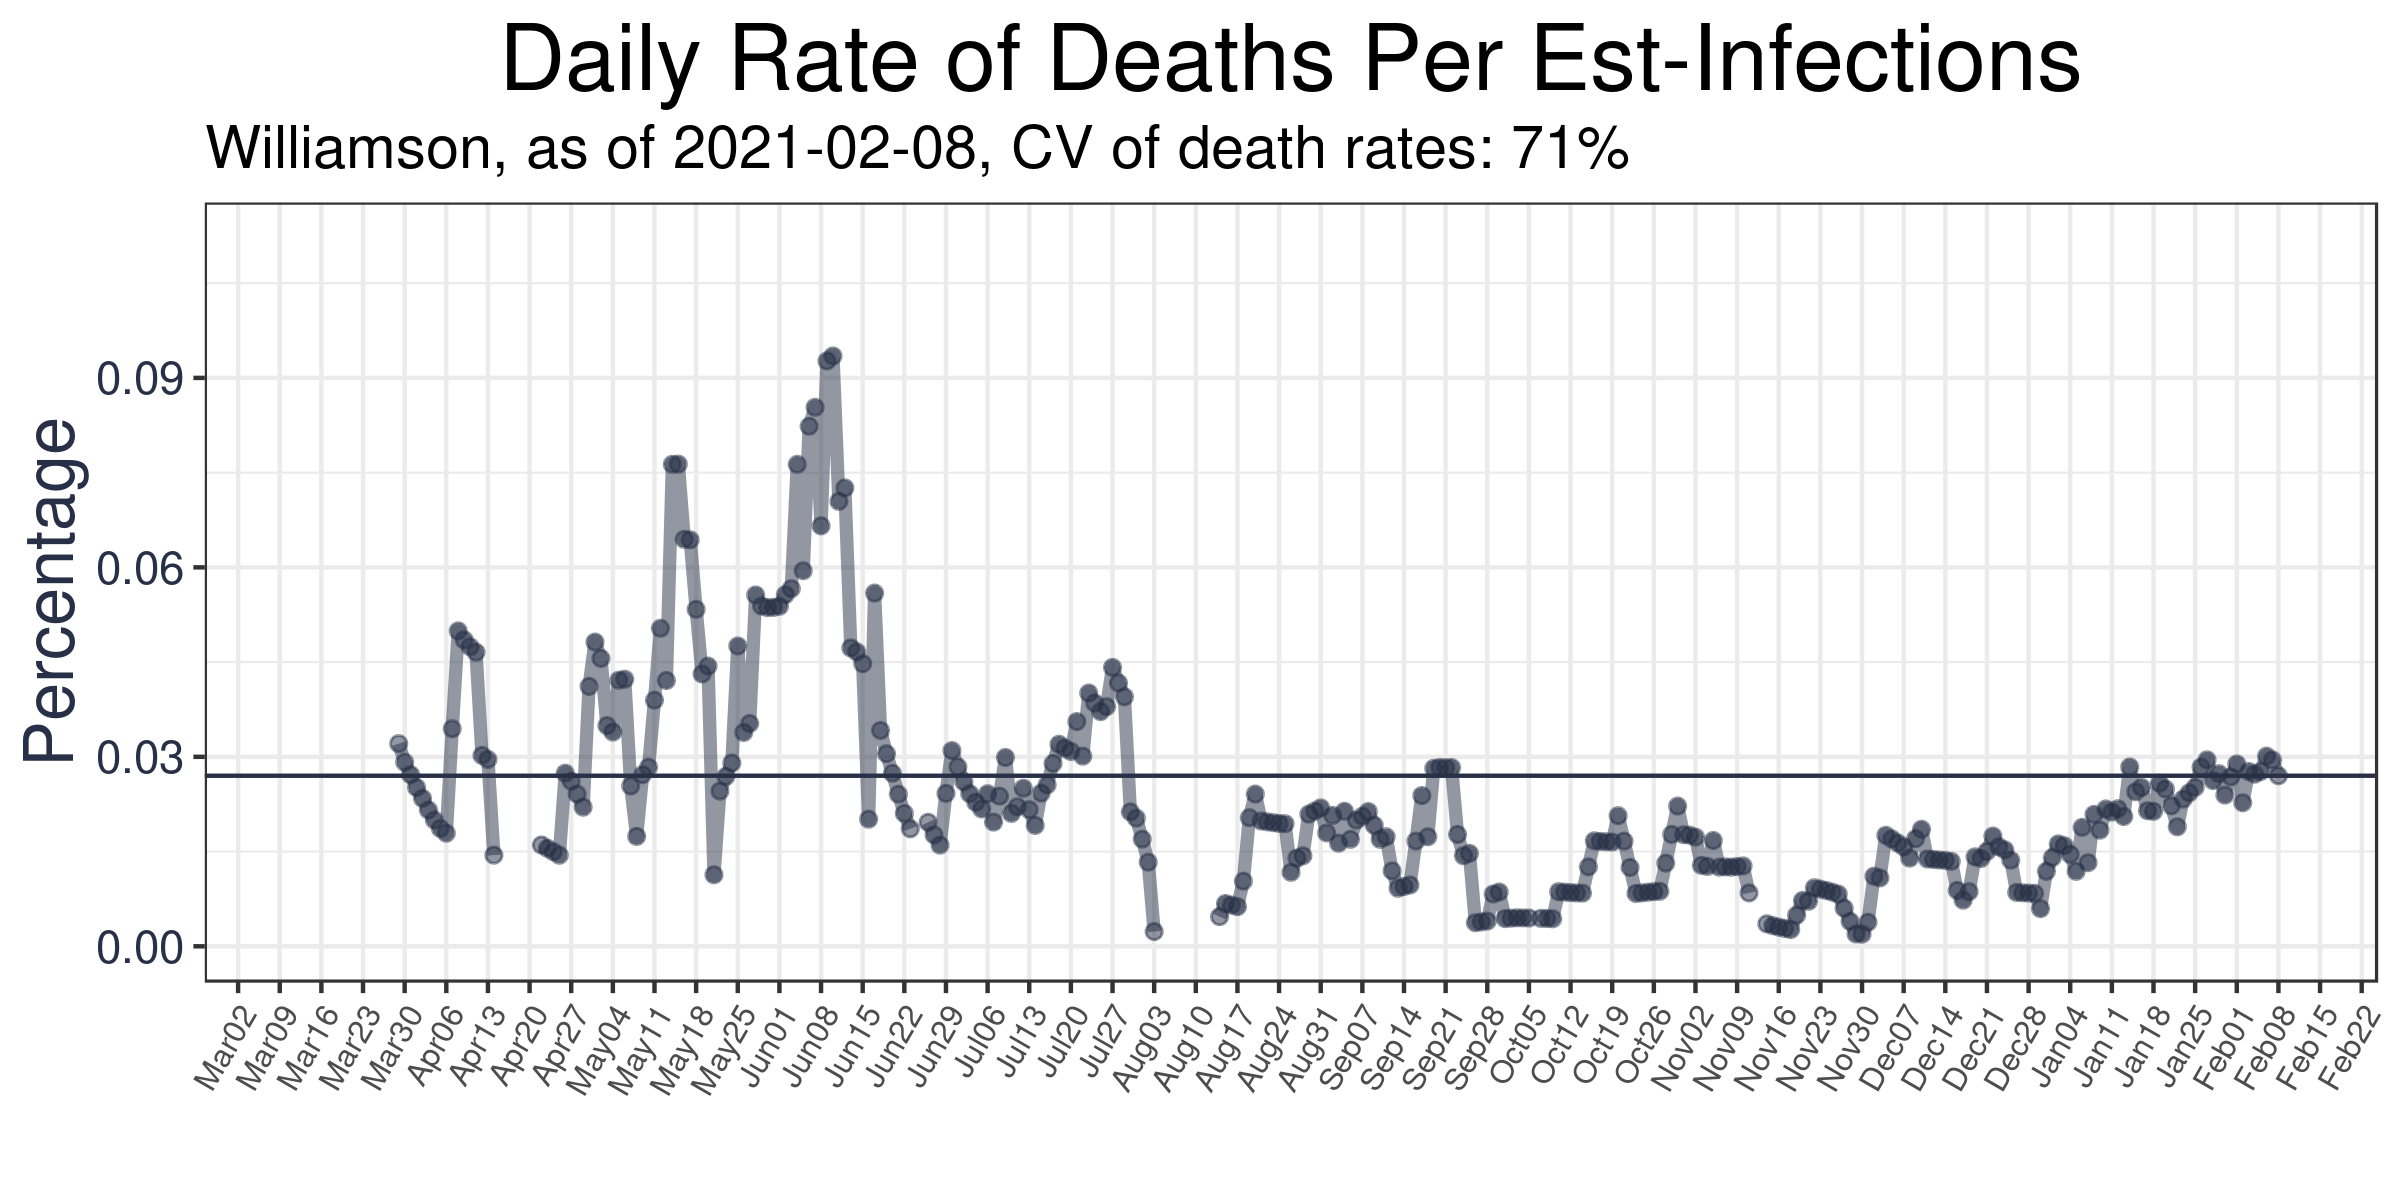 Daily Rate of Deaths Per Est-Infections
Williamson, as of 2021-02-08, CV of death rates: 71%
Percentage
0.09
0.06
0.03
0.00
Mar02
Mar09
Mar16
Mar23
Mar30
Apr06
Apr13
Apr20
Apr27
May04
May11
May18
May25
Jun01
Jun08
Jun15
Jun22
Jun29
Jul06
Jul13
Jul20
Jul27
Aug03
Aug10
Aug17
Aug24
Aug31
Sep07
Sep14
Sep21
Sep28
Oct05
Oct12
Oct19
Oct26
Nov02
Nov09
Nov16
Nov23
Nov30
Dec07
Dec14
Dec21
Dec28
Jan04
Jan11
Jan18
Jan25
Feb01
Feb08
Feb15
Feb22